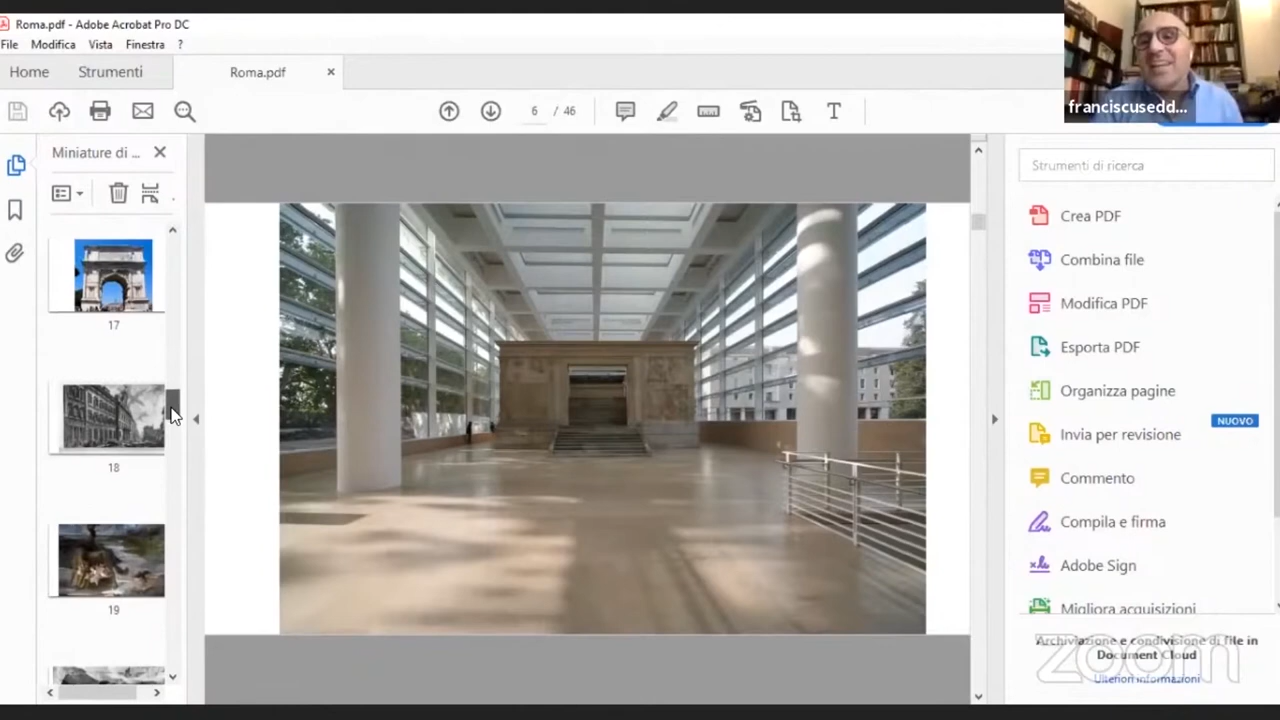 Roma.pdf - Adobe Acrobat Pro DC
File Modifica Vista Finestra ?
Home Strumenti Roma.pdf ×
6 / 46
franciscusedd...
Miniature di ...
Strumenti di ricerca
Crea PDF
Combina file
Modifica PDF
Esporta PDF
Organizza pagine
NUOVO
Invia per revisione
Commento
Compila e firma
Adobe Sign
Migliora acquisizioni
Archiviazione e condivisione di file in
Document Cloud
Ulteriori informazioni
zoom
17
18
19